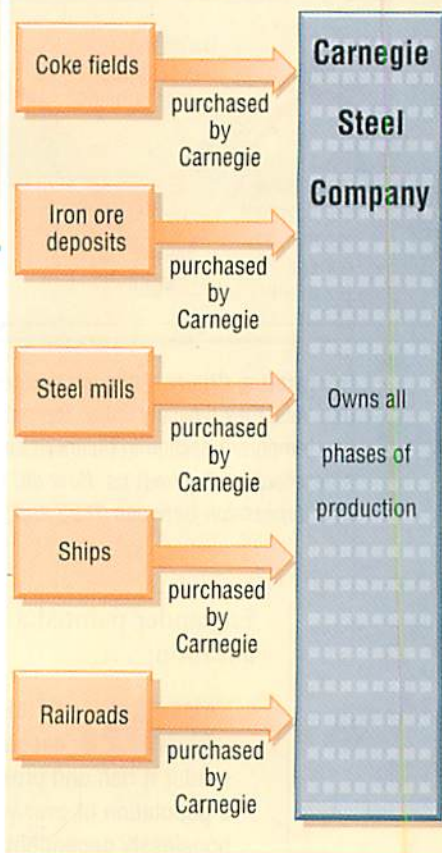 Coke fields
purchased
by
Carnegie
Iron ore
deposits
purchased
by
Carnegie
Steel mills
purchased
by
Carnegie
Ships
purchased
by
Carnegie
Railroads
purchased
by
Carnegie
Carnegie
Steel
Company
Owns all
phases of
production